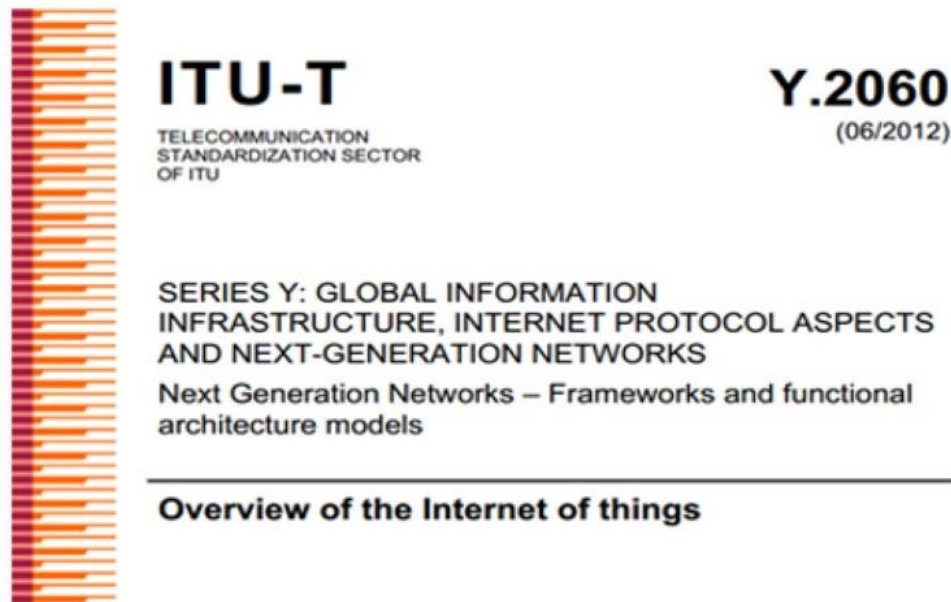 ITU-T
Y.2060
TELECOMMUNICATION
STANDARDIZATION SECTOR
OF ITU
(06/2012)
SERIES Y: GLOBAL INFORMATION
INFRASTRUCTURE, INTERNET PROTOCOL ASPECTS
AND NEXT-GENERATION NETWORKS
Next Generation Networks – Frameworks and functional
architecture models
Overview of the Internet of things